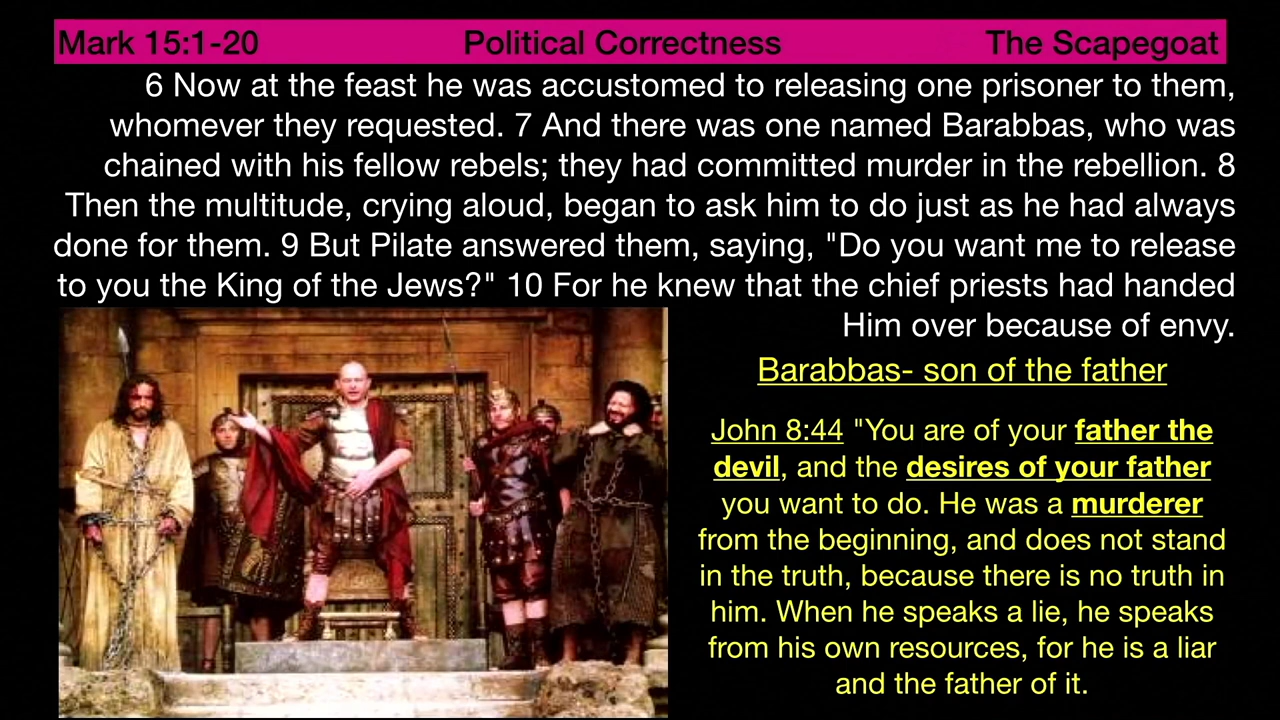 Mark 15:1-20 Political Correctness The Scapegoat
6 Now at the feast he was accustomed to releasing one prisoner to them,
whomever they requested. 7 And there was one named Barabbas, who was
chained with his fellow rebels; they had committed murder in the rebellion. 8
Then the multitude, crying aloud, began to ask him to do just as he had always
done for them. 9 But Pilate answered them, saying, "Do you want me to release
to you the King of the Jews?" 10 For he knew that the chief priests had handed
Him over because of envy.
Barabbas- son of the father
John 8:44 "You are of your father the
devil, and the desires of your father
you want to do. He was a murderer
from the beginning, and does not stand
in the truth, because there is no truth in
him. When he speaks a lie, he speaks
from his own resources, for he is a liar
and the father of it.